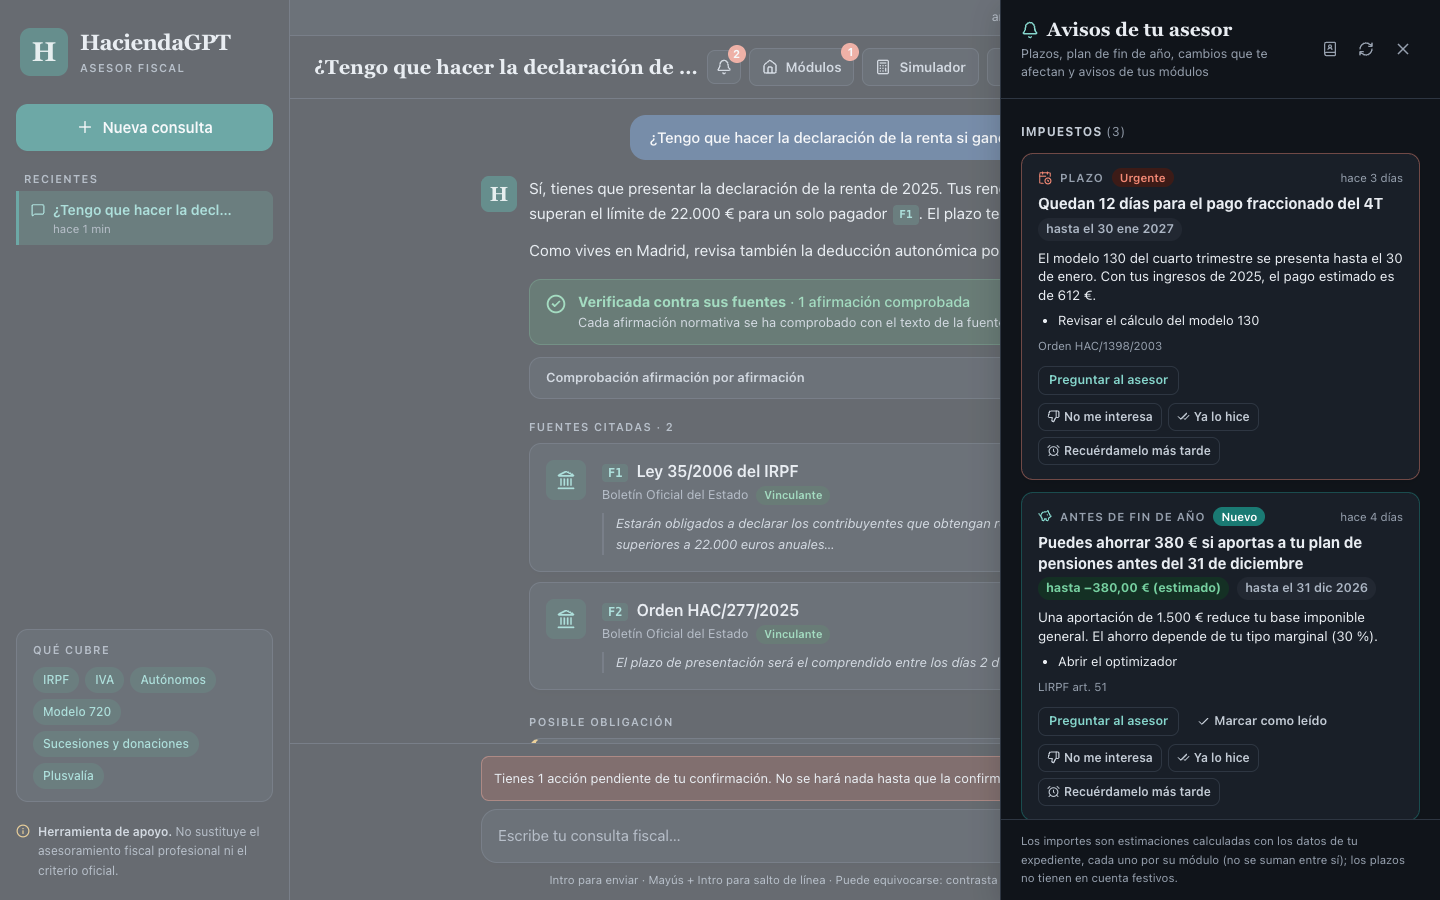 H
HaciendaGPT
ASESOR FISCAL
Nueva consulta
RECIENTES
¿Tengo que hacer la decl...
hace 1 min
QUÉ CUBRE
IRPF
IVA
Autónomos
Modelo 720
Sucesiones y donaciones
Plusvalía
Herramienta de apoyo. No sustituye el
asesoramiento fiscal profesional ni el
criterio oficial.
¿Tengo que hacer la declaración de ...
2
Módulos
1
Simulador
¿Tengo que hacer la declaración de la renta si
H
Sí, tienes que presentar la declaración de la renta de 2025. Tus
superan el límite de 22.000 € para un solo pagador F1. El plazo
Como vives en Madrid, revisa también la deducción autonómica
Verificada contra sus fuentes · 1 afirmación comprobada
Cada afirmación normativa se ha comprobado con el texto de la
Comprobación afirmación por afirmación
FUENTES CITADAS · 2
F1 Ley 35/2006 del IRPF
Boletín Oficial del Estado Vinculante
Estarán obligados a declarar los contribuyentes que obtengan
superiores a 22.000 euros anuales...
F2 Orden HAC/277/2025
Boletín Oficial del Estado Vinculante
El plazo de presentación será el comprendido entre los días 2
POSIBLE OBLIGACIÓN
Tienes 1 acción pendiente de tu confirmación. No se hará nada hasta que la
Escribe tu consulta fiscal...
Intro para enviar · Mayús + Intro para salto de línea · Puede equivocarse: contrasta
Avisos de tu asesor
Plazos, plan de fin de año, cambios que te
afectan y avisos de tus módulos
IMPUESTOS (3)
PLAZO Urgente hace 3 días
Quedan 12 días para el pago fraccionado del 4T
hasta el 30 ene 2027
El modelo 130 del cuarto trimestre se presenta hasta el 30
de enero. Con tus ingresos de 2025, el pago estimado es
de 612 €.
• Revisar el cálculo del modelo 130
Orden HAC/1398/2003
Preguntar al asesor
No me interesa
Ya lo hice
Recuérdamelo más tarde
ANTES DE FIN DE AÑO Nuevo hace 4 días
Puedes ahorrar 380 € si aportas a tu plan de
pensiones antes del 31 de diciembre
hasta −380,00 € (estimado) hasta el 31 dic 2026
Una aportación de 1.500 € reduce tu base imponible
general. El ahorro depende de tu tipo marginal (30 %).
• Abrir el optimizador
LIRPF art. 51
Preguntar al asesor
Marcar como leído
No me interesa
Ya lo hice
Recuérdamelo más tarde
Los importes son estimaciones calculadas con los datos de tu
expediente, cada uno por su módulo (no se suman entre sí); los plazos
no tienen en cuenta festivos.